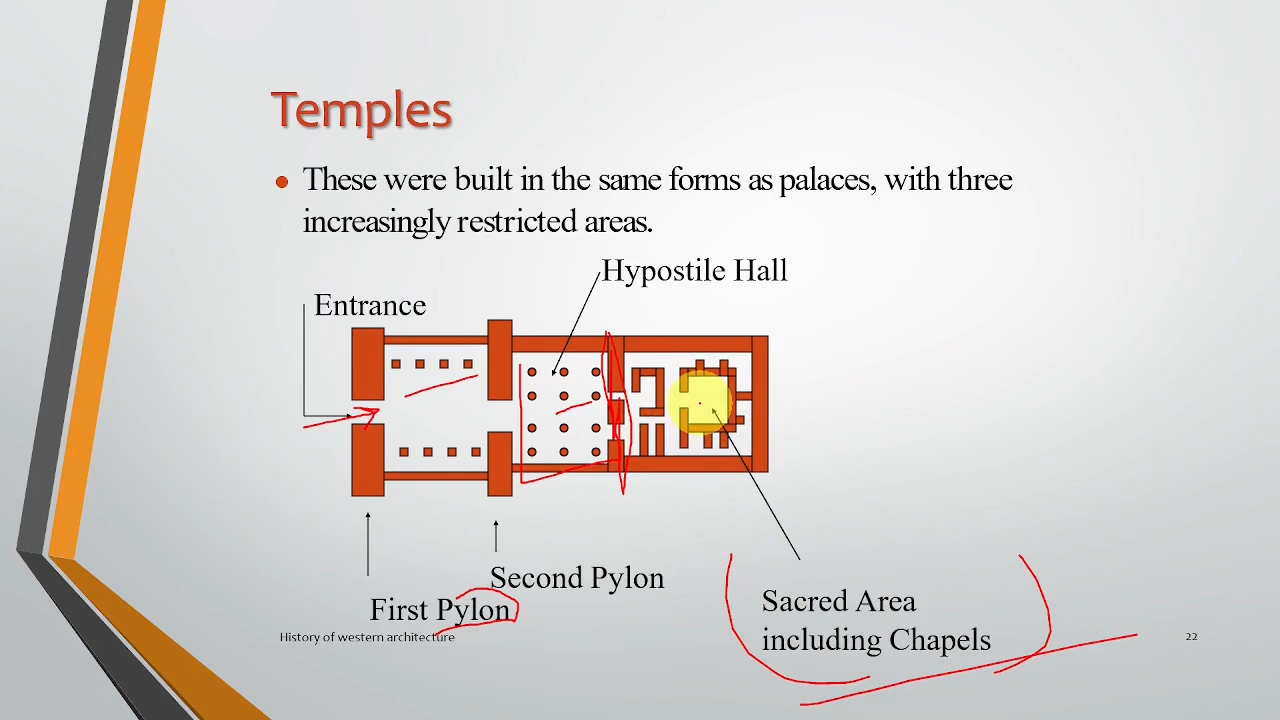 Temples
These were built in the same forms as palaces, with three
increasingly restricted areas.
Hypostile Hall
Entrance
Second Pylon
First Pylon
Sacred Area
including Chapels
History of western architecture
22